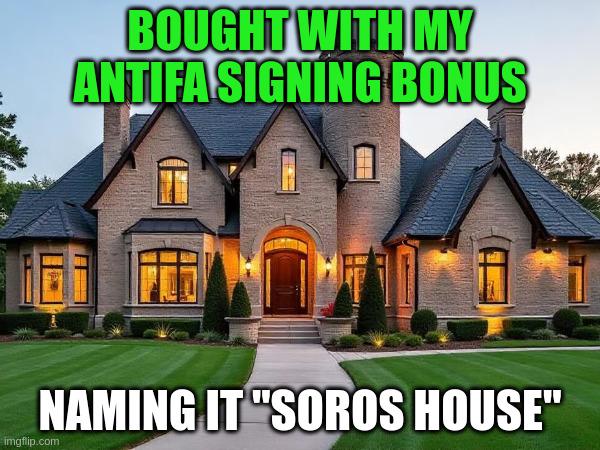 BOUGHT WITH MY
ANTIFA SIGNING BONUS
NAMING IT "SOROS HOUSE"
imgflip.com